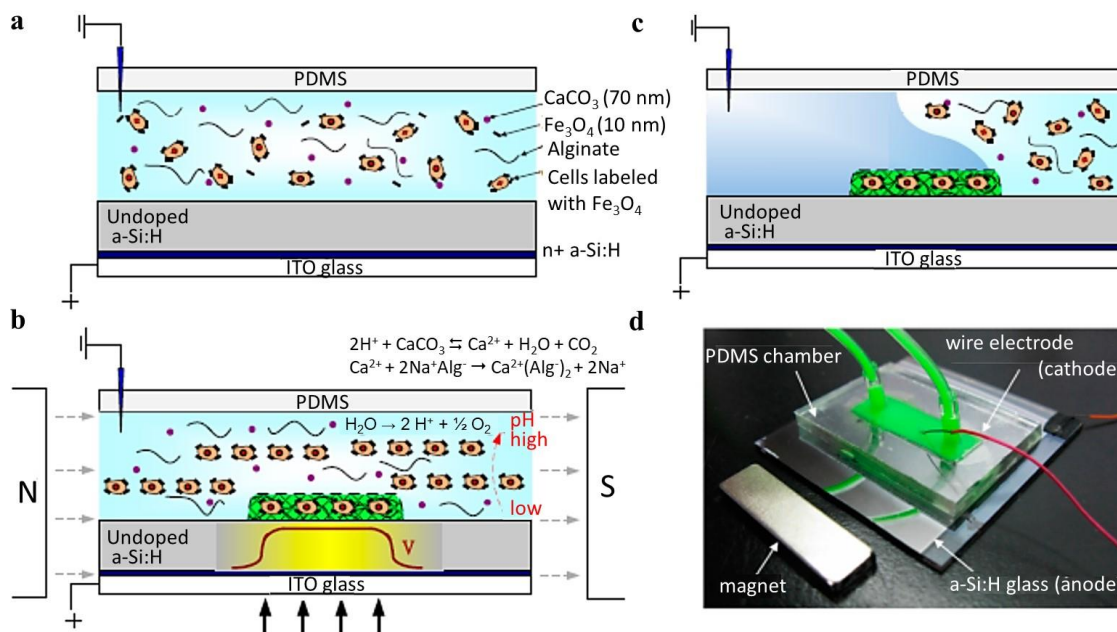 a
PDMS
CaCO₃ (70 nm)
Fe₃O₄ (10 nm)
Alginate
Cells labeled
with Fe₃O₄
Undoped
a-Si:H
n+ a-Si:H
ITO glass
+
b
2H⁺ + CaCO₃ ⇆ Ca²⁺ + H₂O + CO₂
Ca²⁺ + 2Na⁺Alg⁻ → Ca²⁺(Alg⁻)₂ + 2Na⁺
PDMS
H₂O → 2 H⁺ + ½ O₂
pH
high
low
N
S
Undoped
a-Si:H
V
ITO glass
+
c
PDMS
Undoped
a-Si:H
ITO glass
+
d
PDMS chamber
wire electrode
(cathode)
magnet
a-Si:H glass (anode)